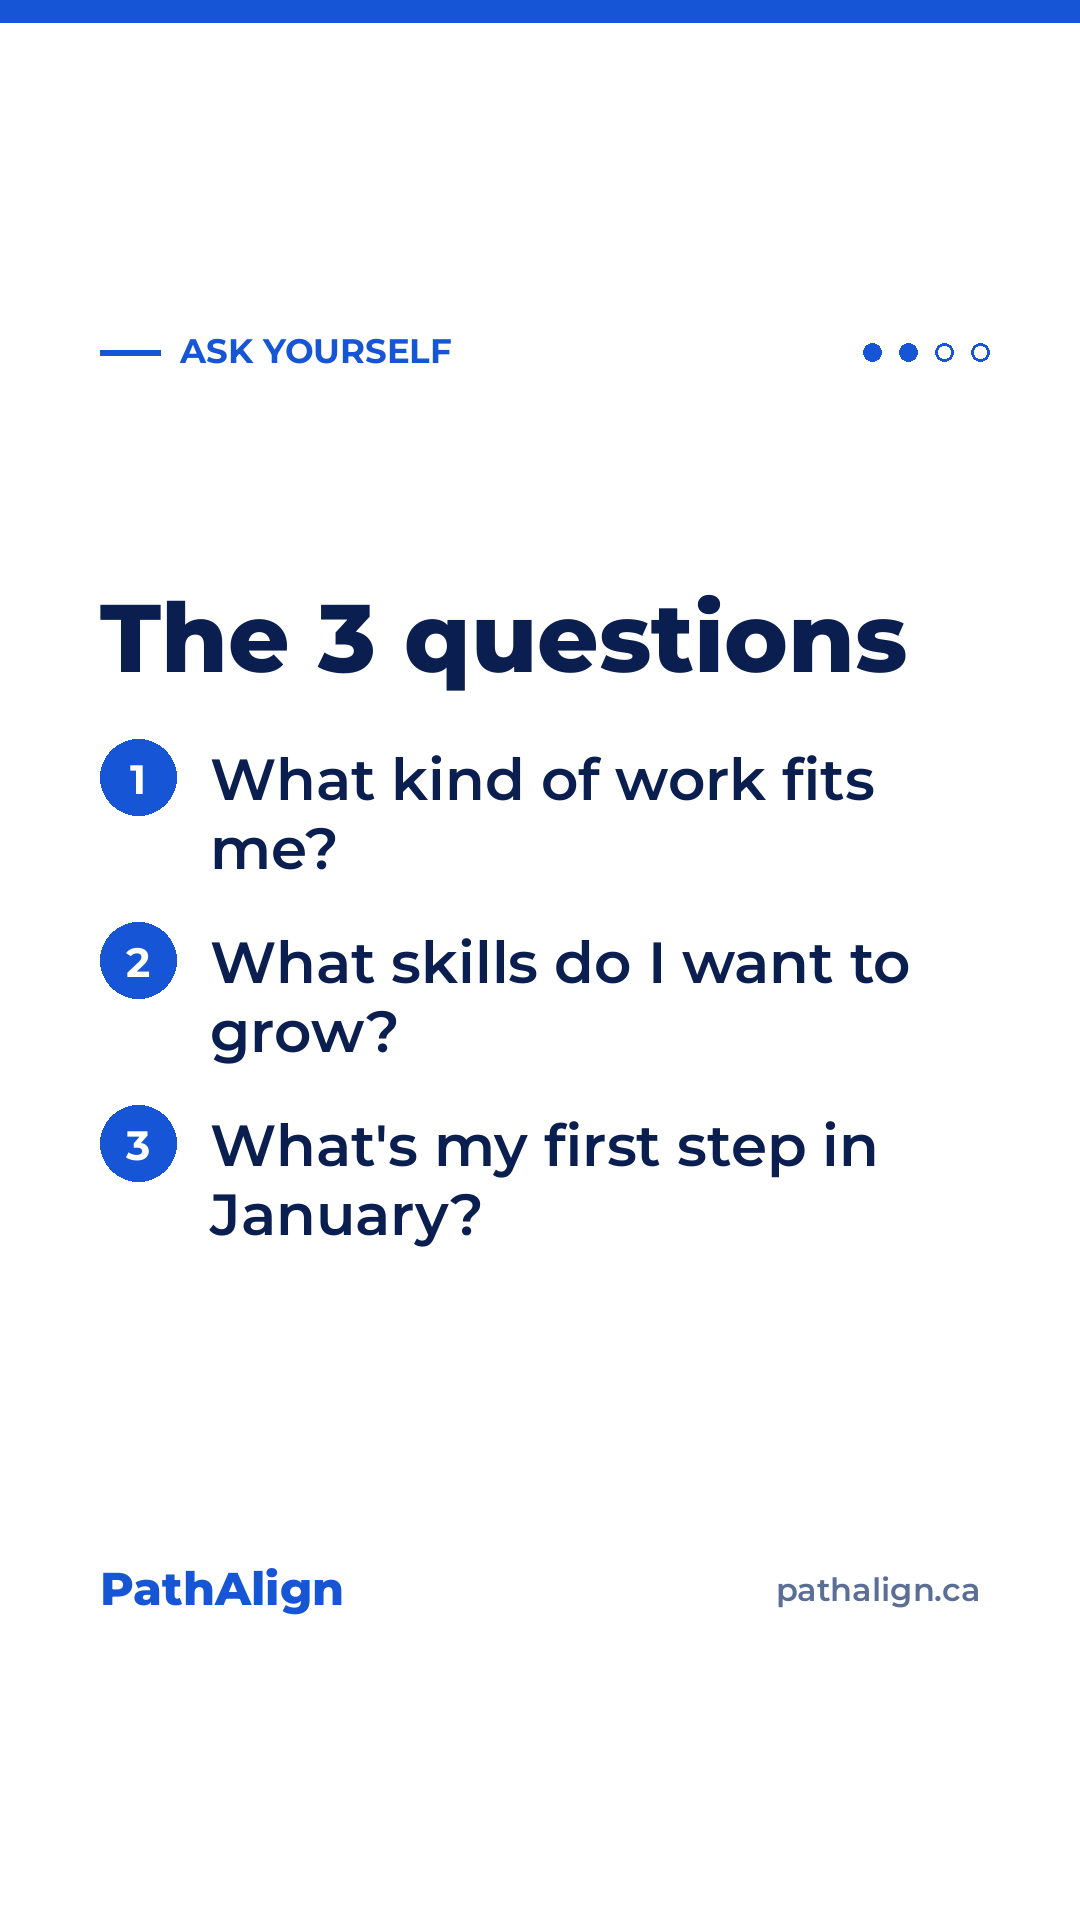 ASK YOURSELF
The 3 questions
1 What kind of work fits
me?
2 What skills do I want to
grow?
3 What's my first step in
January?
PathAlign pathalign.ca